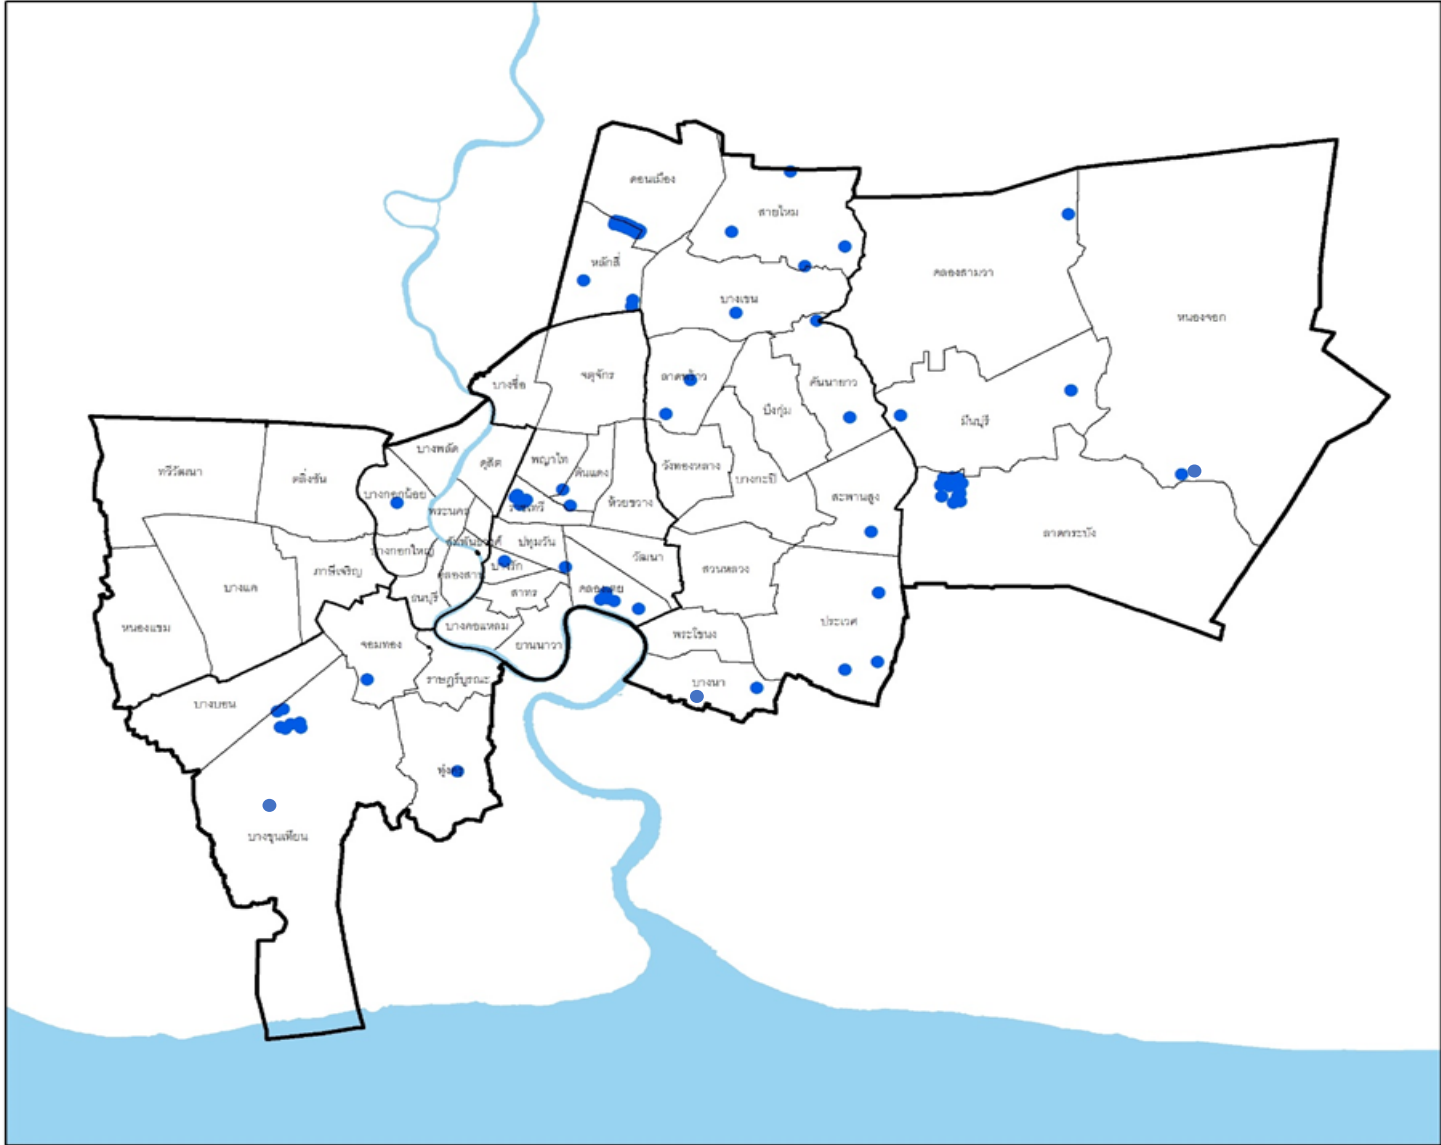 ดอนเมือง
สายไหม
หลักสี่
คลองสามวา
บางเขน
หนองจอก
จตุจักร
บางซื่อ
ลาดพร้าว
คันนายาว
บึงกุ่ม
มีนบุรี
บางพลัด
ดุสิต
พญาไท
ดินแดง
วังทองหลาง
บางกะปิ
ทวีวัฒนา
ตลิ่งชัน
บางกอกน้อย
สะพานสูง
ห้วยขวาง
ราชเทวี
พระนคร
ลาดกระบัง
สัมพันธวงศ์
ปทุมวัน
บางกอกใหญ่
วัฒนา
สวนหลวง
ภาษีเจริญ
บางรัก
คลองสาน
บางแค
สาทร
คลองเตย
ธนบุรี
ประเวศ
หนองแขม
บางคอแหลม
พระโขนง
จอมทอง
ยานนาวา
ราษฎร์บูรณะ
บางนา
บางบอน
บางขุนเทียน